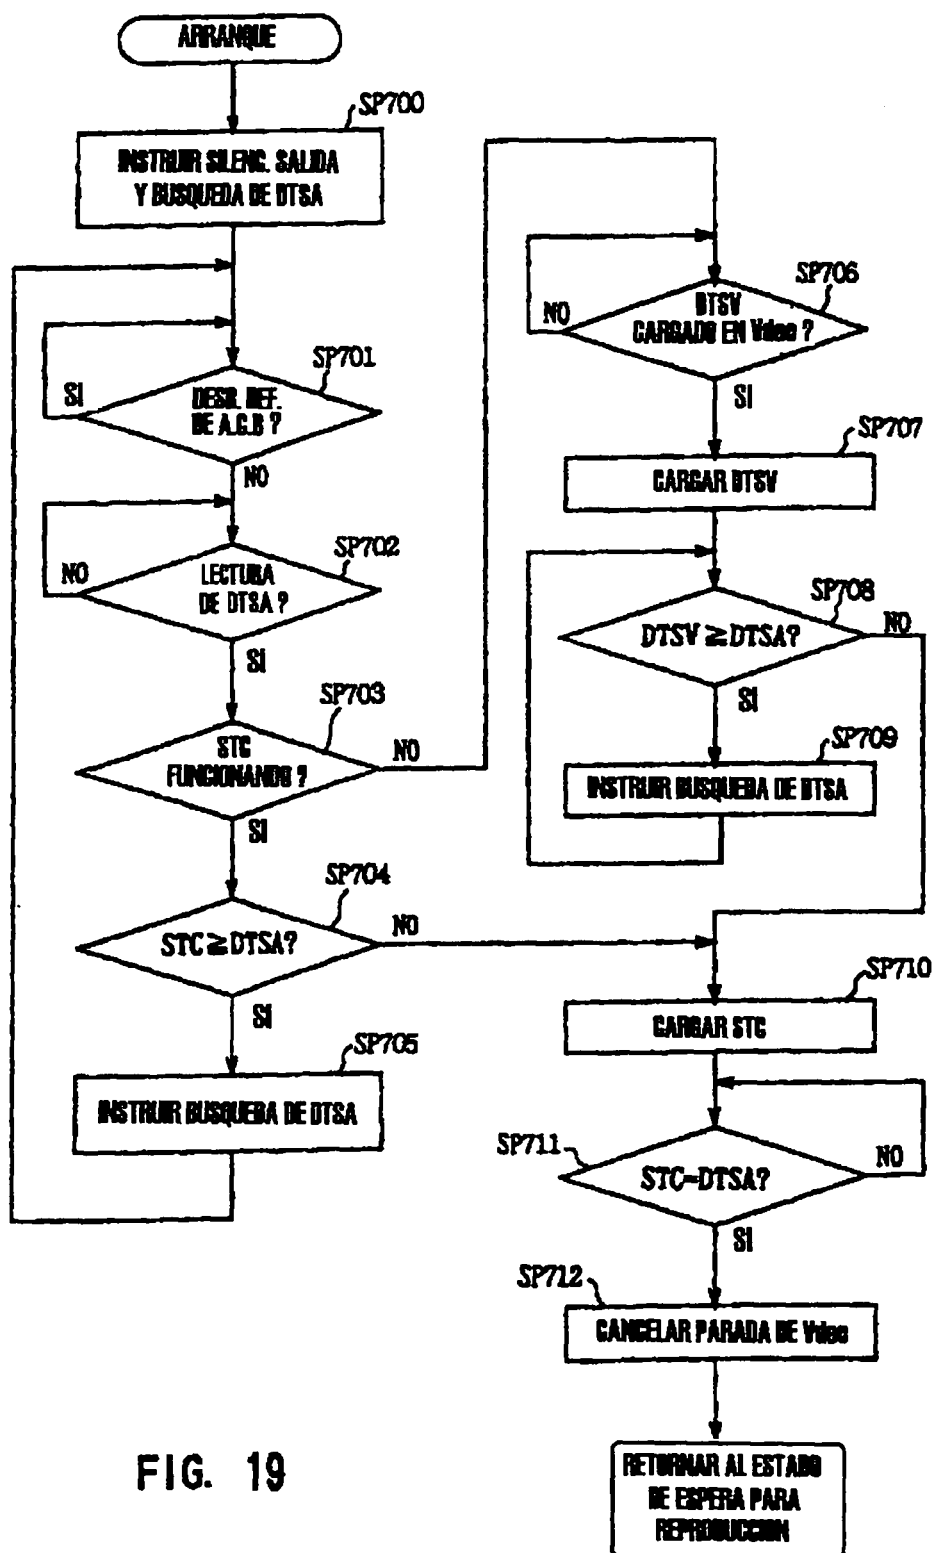 ARRANQUE
SP700
INSTRUIR SILENC. SALIDA
Y BUSQUEDA DE DTSA
SP701
DESB. REF.
DE A.G.B ?
SI
NO
SP702
LECTURA
DE DTSA ?
NO
SI
SP703
STC
FUNCIONANDO ?
NO
SI
SP704
STC ≧ DTSA?
NO
SI
SP705
INSTRUIR BUSQUEDA DE DTSA
SP706
DTSV
CARGADO EN Vdec ?
NO
SI
SP707
CARGAR DTSV
SP708
DTSV ≧ DTSA?
NO
SI
SP709
INSTRUIR BUSQUEDA DE DTSA
SP710
CARGAR STC
SP711
STC=DTSA?
NO
SI
SP712
CANCELAR PARADA DE Vdec
RETORNAR AL ESTADO
DE ESPERA PARA
REPRODUCCION
FIG. 19